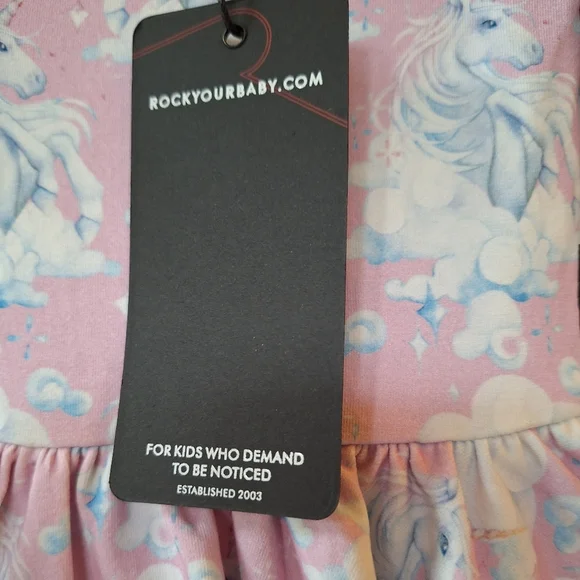 ROCKYOURBABY.COM
FOR KIDS WHO DEMAND
TO BE NOTICED
ESTABLISHED 2003